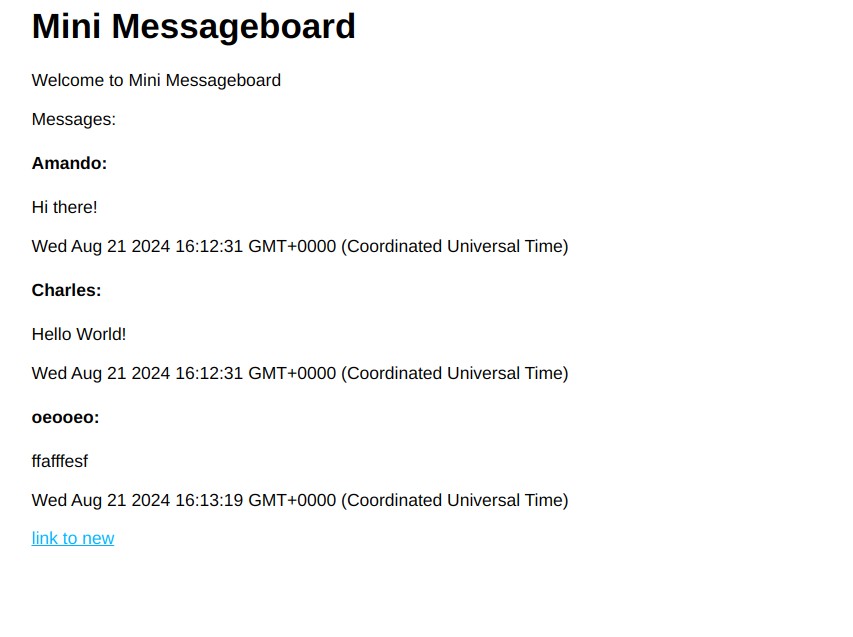 Mini Messageboard
Welcome to Mini Messageboard
Messages:
Amando:
Hi there!
Wed Aug 21 2024 16:12:31 GMT+0000 (Coordinated Universal Time)
Charles:
Hello World!
Wed Aug 21 2024 16:12:31 GMT+0000 (Coordinated Universal Time)
oeooeo:
ffafffesf
Wed Aug 21 2024 16:13:19 GMT+0000 (Coordinated Universal Time)
link to new